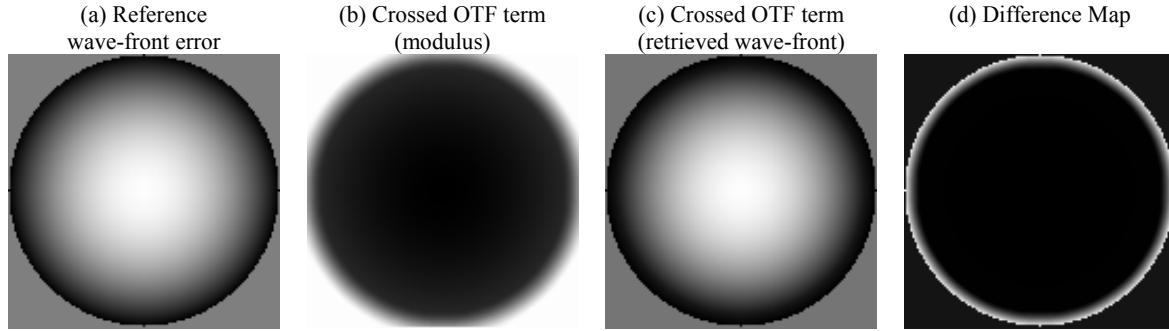 (a) Reference
wave-front error
(b) Crossed OTF term
(modulus)
(c) Crossed OTF term
(retrieved wave-front)
(d) Difference Map